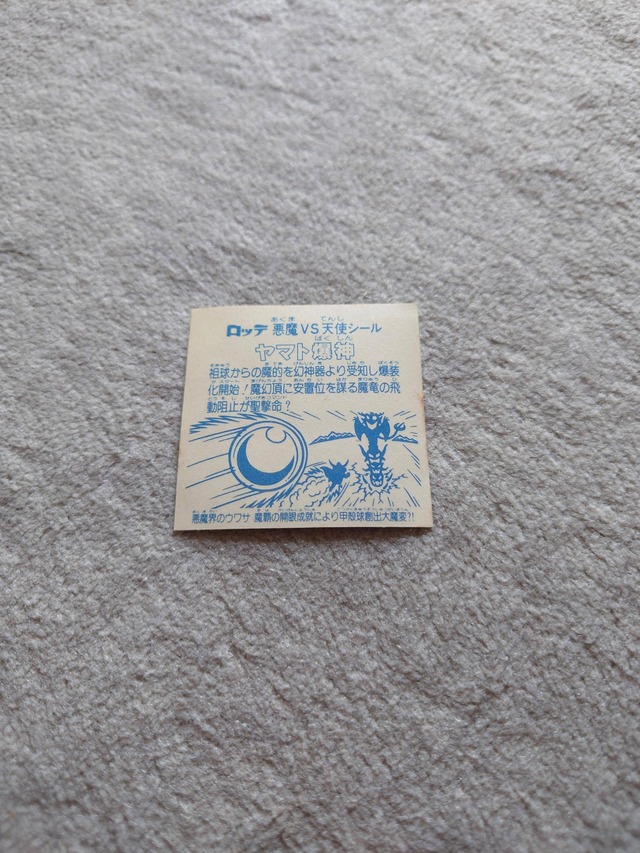 ロッテ 悪魔VS天使シール
ヤマト爆神
祖球からの魔的を幻神器より受知し爆装
化開始!魔幻頂に安置位を謀る魔竜の飛
動阻止が聖撃命?
悪魔界のウワサ 魔覇の開眼成就により甲殻球創出大魔変?!